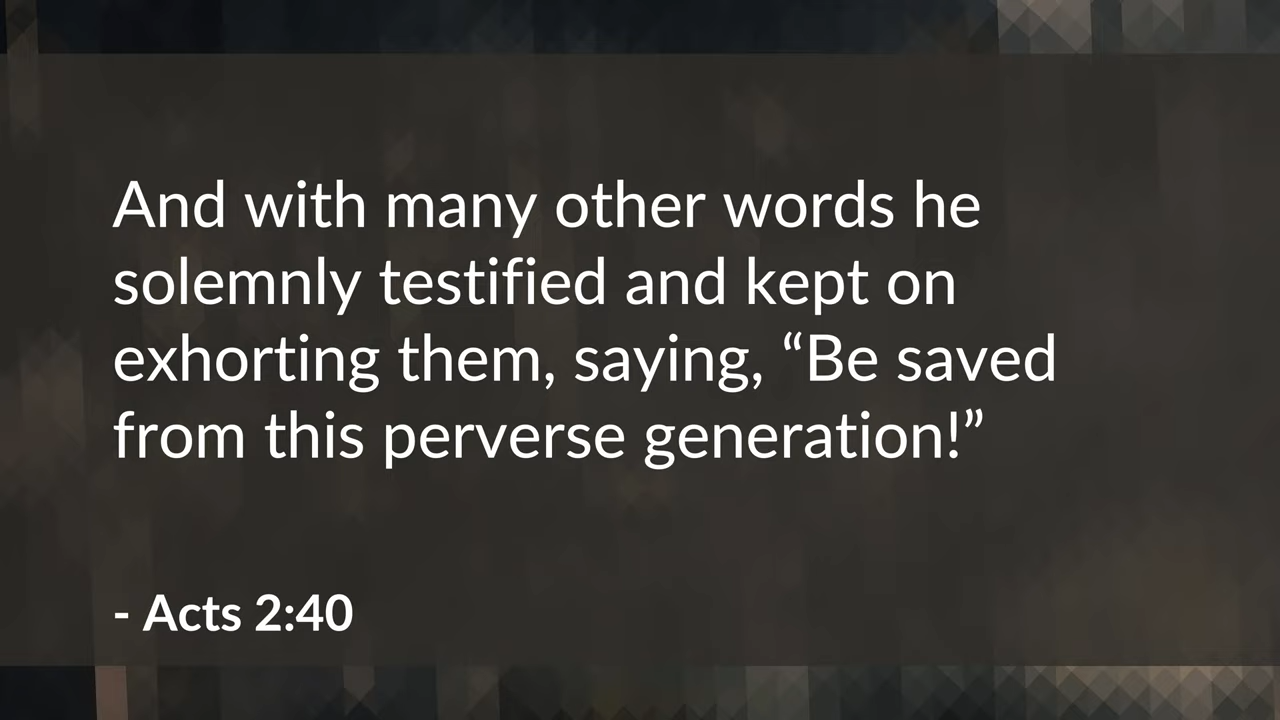 And with many other words he
solemnly testified and kept on
exhorting them, saying, “Be saved
from this perverse generation!”
- Acts 2:40